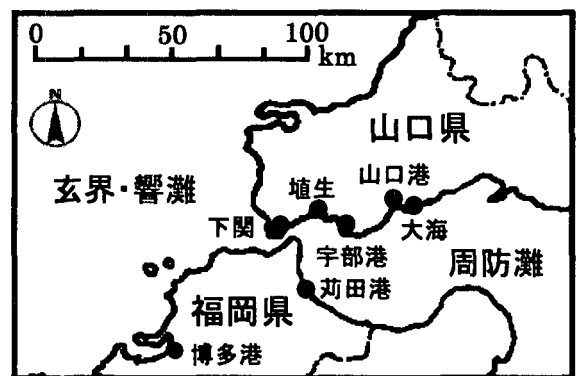 0 50 100
km
N
山口県
玄界・響灘
埴生
山口港
下関
大海
宇部港
周防灘
苅田港
福岡県
博多港